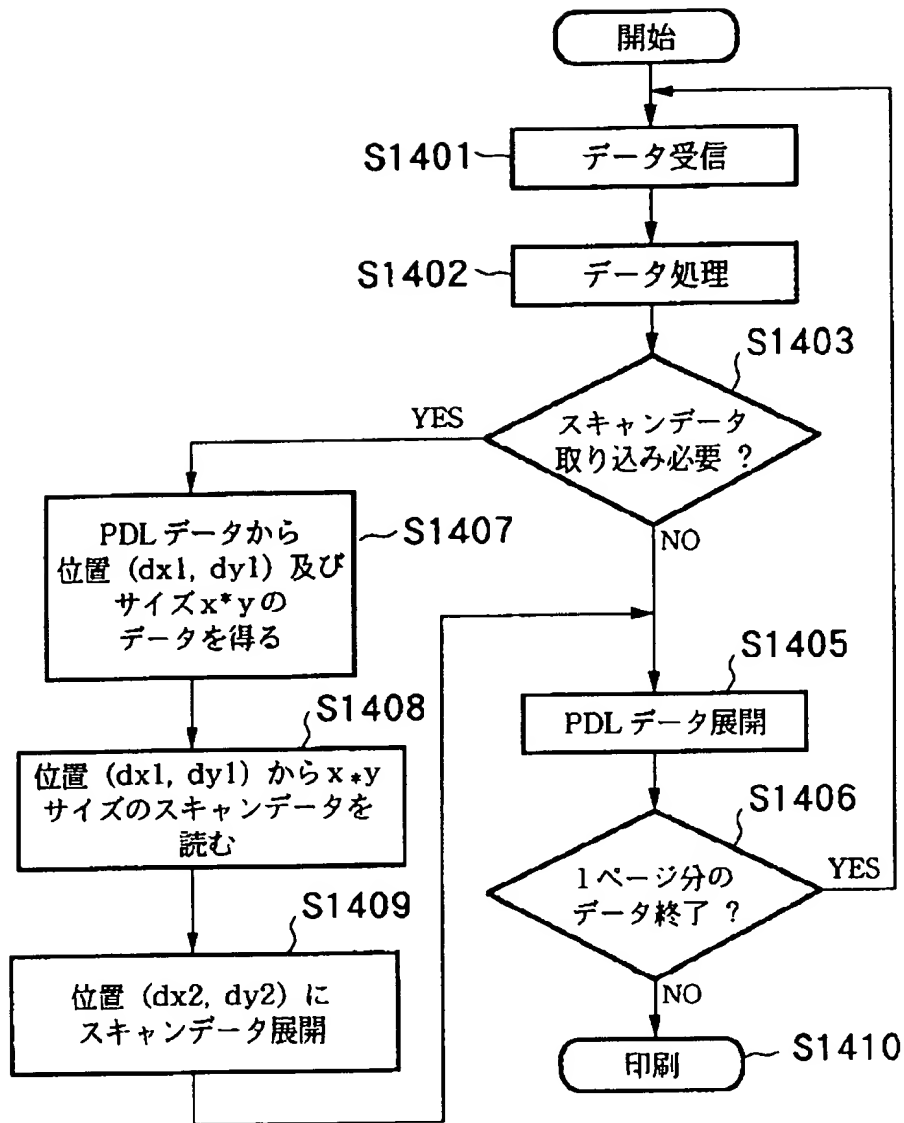 開始
S1401
データ受信
S1402
データ処理
S1403
YES
スキャンデータ
取り込み必要 ?
NO
PDLデータから
位置 (dx1, dy1) 及び
サイズx*yの
データを得る
S1407
S1405
PDLデータ展開
S1408
位置 (dx1, dy1) からx*y
サイズのスキャンデータを
読む
S1406
1ページ分の
データ終了 ?
YES
NO
S1409
位置 (dx2, dy2) に
スキャンデータ展開
印刷
S1410